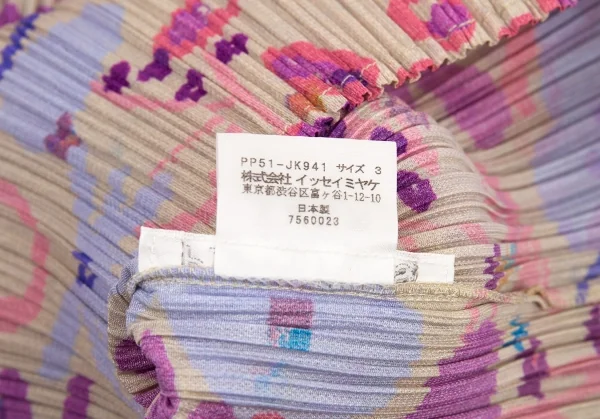 PP51-JK941 サイズ 3
株式会社 イッセイミヤケ
東京都渋谷区富ヶ谷1-12-10
日本製
7560023